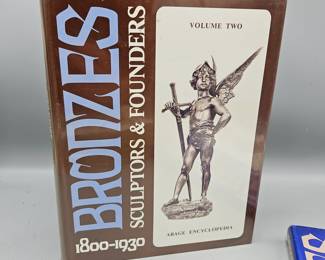 BRONZES
SCULPTORS & FOUNDERS
1800-1930
VOLUME TWO
ABAGE ENCYCLOPEDIA